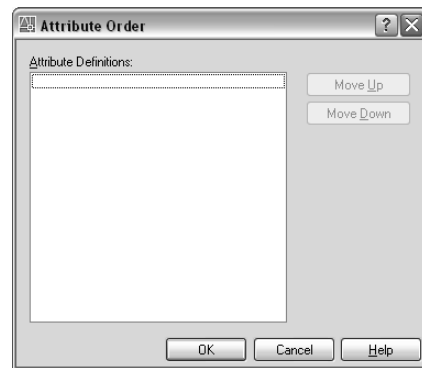 Attribute Order
Attribute Definitions:
Move Up
Move Down
OK Cancel Help